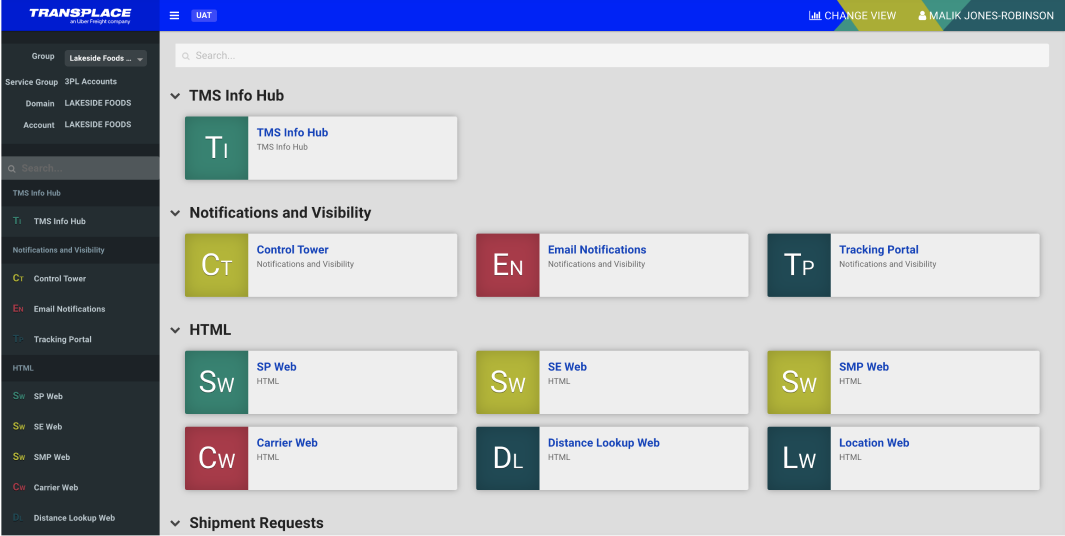 TRANSPLACE
an Uber Freight company
UAT
CHANGE VIEW
MALIK JONES-ROBINSON
Group Lakeside Foods ...
Service Group 3PL Accounts
Domain LAKESIDE FOODS
Account LAKESIDE FOODS
Search...
TMS Info Hub
TI TMS Info Hub
Notifications and Visibility
CT Control Tower
EN Email Notifications
TP Tracking Portal
HTML
SW SP Web
SW SE Web
SW SMP Web
CW Carrier Web
DL Distance Lookup Web
Search...
TMS Info Hub
TI
TMS Info Hub
TMS Info Hub
Notifications and Visibility
CT
Control Tower
Notifications and Visibility
EN
Email Notifications
Notifications and Visibility
TP
Tracking Portal
Notifications and Visibility
HTML
SW
SP Web
HTML
SW
SE Web
HTML
SW
SMP Web
HTML
CW
Carrier Web
HTML
DL
Distance Lookup Web
HTML
LW
Location Web
HTML
Shipment Requests